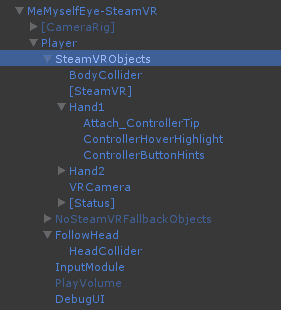 MeMyselfEye-SteamVR
[CameraRig]
Player
SteamVRObjects
BodyCollider
[SteamVR]
Hand1
Attach_ControllerTip
ControllerHoverHighlight
ControllerButtonHints
Hand2
VRCamera
[Status]
NoSteamVRFallbackObjects
FollowHead
HeadCollider
InputModule
PlayVolume
DebugUI